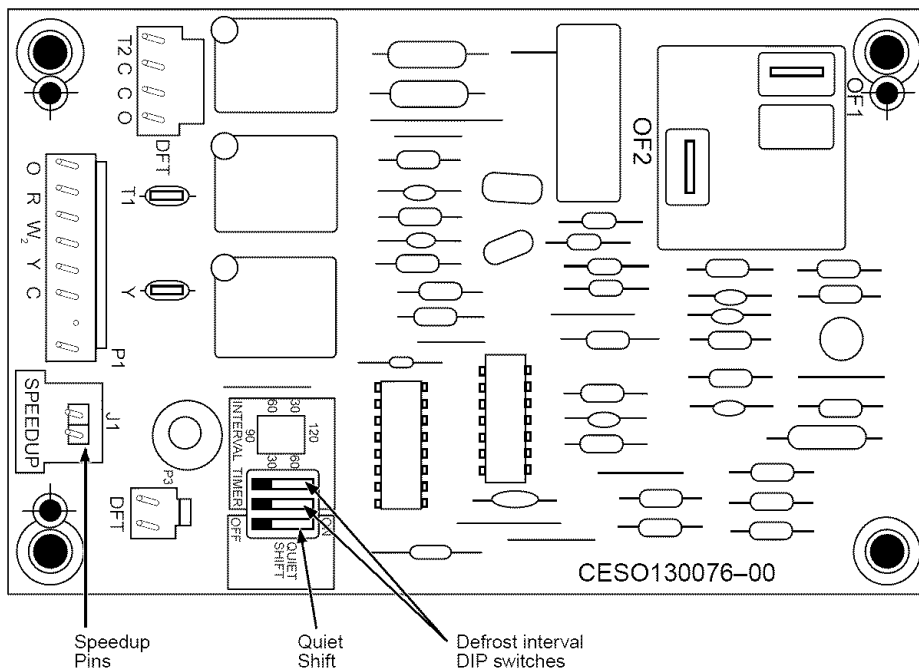 T2 C C O
DFT
T1
O R W2 Y C
Y
P1
OF2
OF1
SPEEDUP
J1
P3
DFT
INTERVAL TIMER
30
60
120
90
60
30
OFF
ON
QUIET
SHIFT
CESO130076–00
Speedup
Pins
Quiet
Shift
Defrost interval
DIP switches